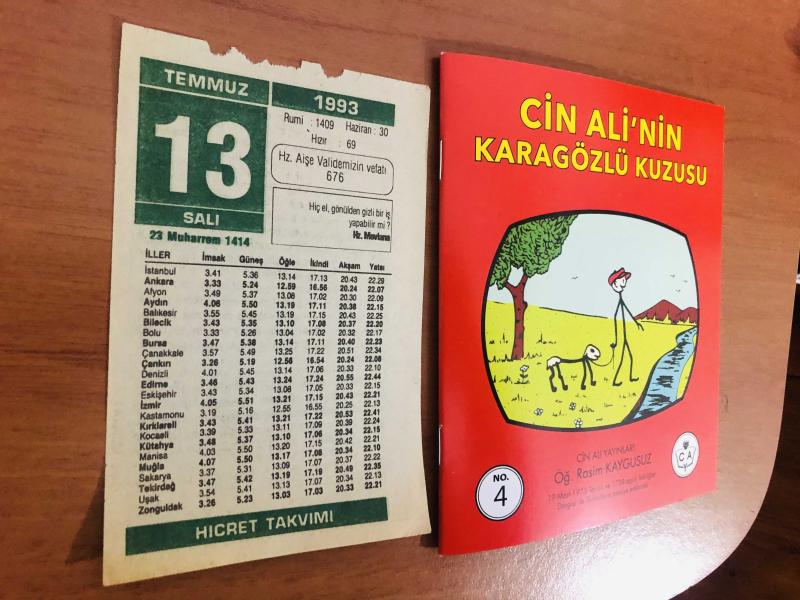 TEMMUZ
1993
13
SALI
23 Muharrem 1414
Rumi : 1409 Haziran : 30
Hızır : 69
Hz. Aişe Validemizin vefatı
676
Hiç el, gönülden gizli bir iş
yapabilir mi ?
Hz. Mevlana
İLLER İmsak Güneş Öğle İkindi Akşam Yatsı
İstanbul 3.41 5.36 13.14 17.13 20.43 22.29
Ankara 3.33 5.24 12.59 16.56 20.24 22.07
Afyon 3.49 5.37 13.08 17.02 20.30 22.09
Aydın 4.06 5.50 13.19 17.11 20.38 22.15
Balıkesir 3.55 5.45 13.19 17.15 20.43 22.25
Bilecik 3.43 5.35 13.10 17.08 20.37 22.20
Bolu 3.33 5.26 13.04 17.02 20.32 22.17
Bursa 3.47 5.38 13.14 17.11 20.40 22.23
Çanakkale 3.57 5.49 13.25 17.22 20.51 22.34
Çankırı 3.26 5.19 12.56 16.54 20.24 22.08
Denizli 4.01 5.45 13.14 17.06 20.33 22.10
Edirne 3.46 5.43 13.24 17.24 20.55 22.44
Eskişehir 3.43 5.34 13.08 17.05 20.33 22.15
İzmir 4.05 5.51 13.21 17.15 20.43 22.21
Kastamonu 3.19 5.16 12.55 16.55 20.25 22.13
Kırklareli 3.43 5.41 13.21 17.22 20.53 22.41
Kocaeli 3.39 5.33 13.11 17.09 20.39 22.24
Kütahya 3.48 5.37 13.10 17.06 20.34 22.15
Manisa 4.03 5.50 13.20 17.15 20.42 22.21
Muğla 4.07 5.50 13.17 17.08 20.34 22.10
Sakarya 3.37 5.31 13.09 17.07 20.37 22.22
Tekirdağ 3.47 5.42 13.19 17.19 20.49 22.35
Uşak 3.54 5.41 13.13 17.07 20.34 22.13
Zonguldak 3.26 5.23 13.03 17.03 20.33 22.21
HICRET TAKVIMI
CİN ALİ'NİN
KARAGÖZLÜ KUZUSU
CİN ALİ YAYINLARI
Öğ. Rasim KAYGUSUZ
NO.
4
C A